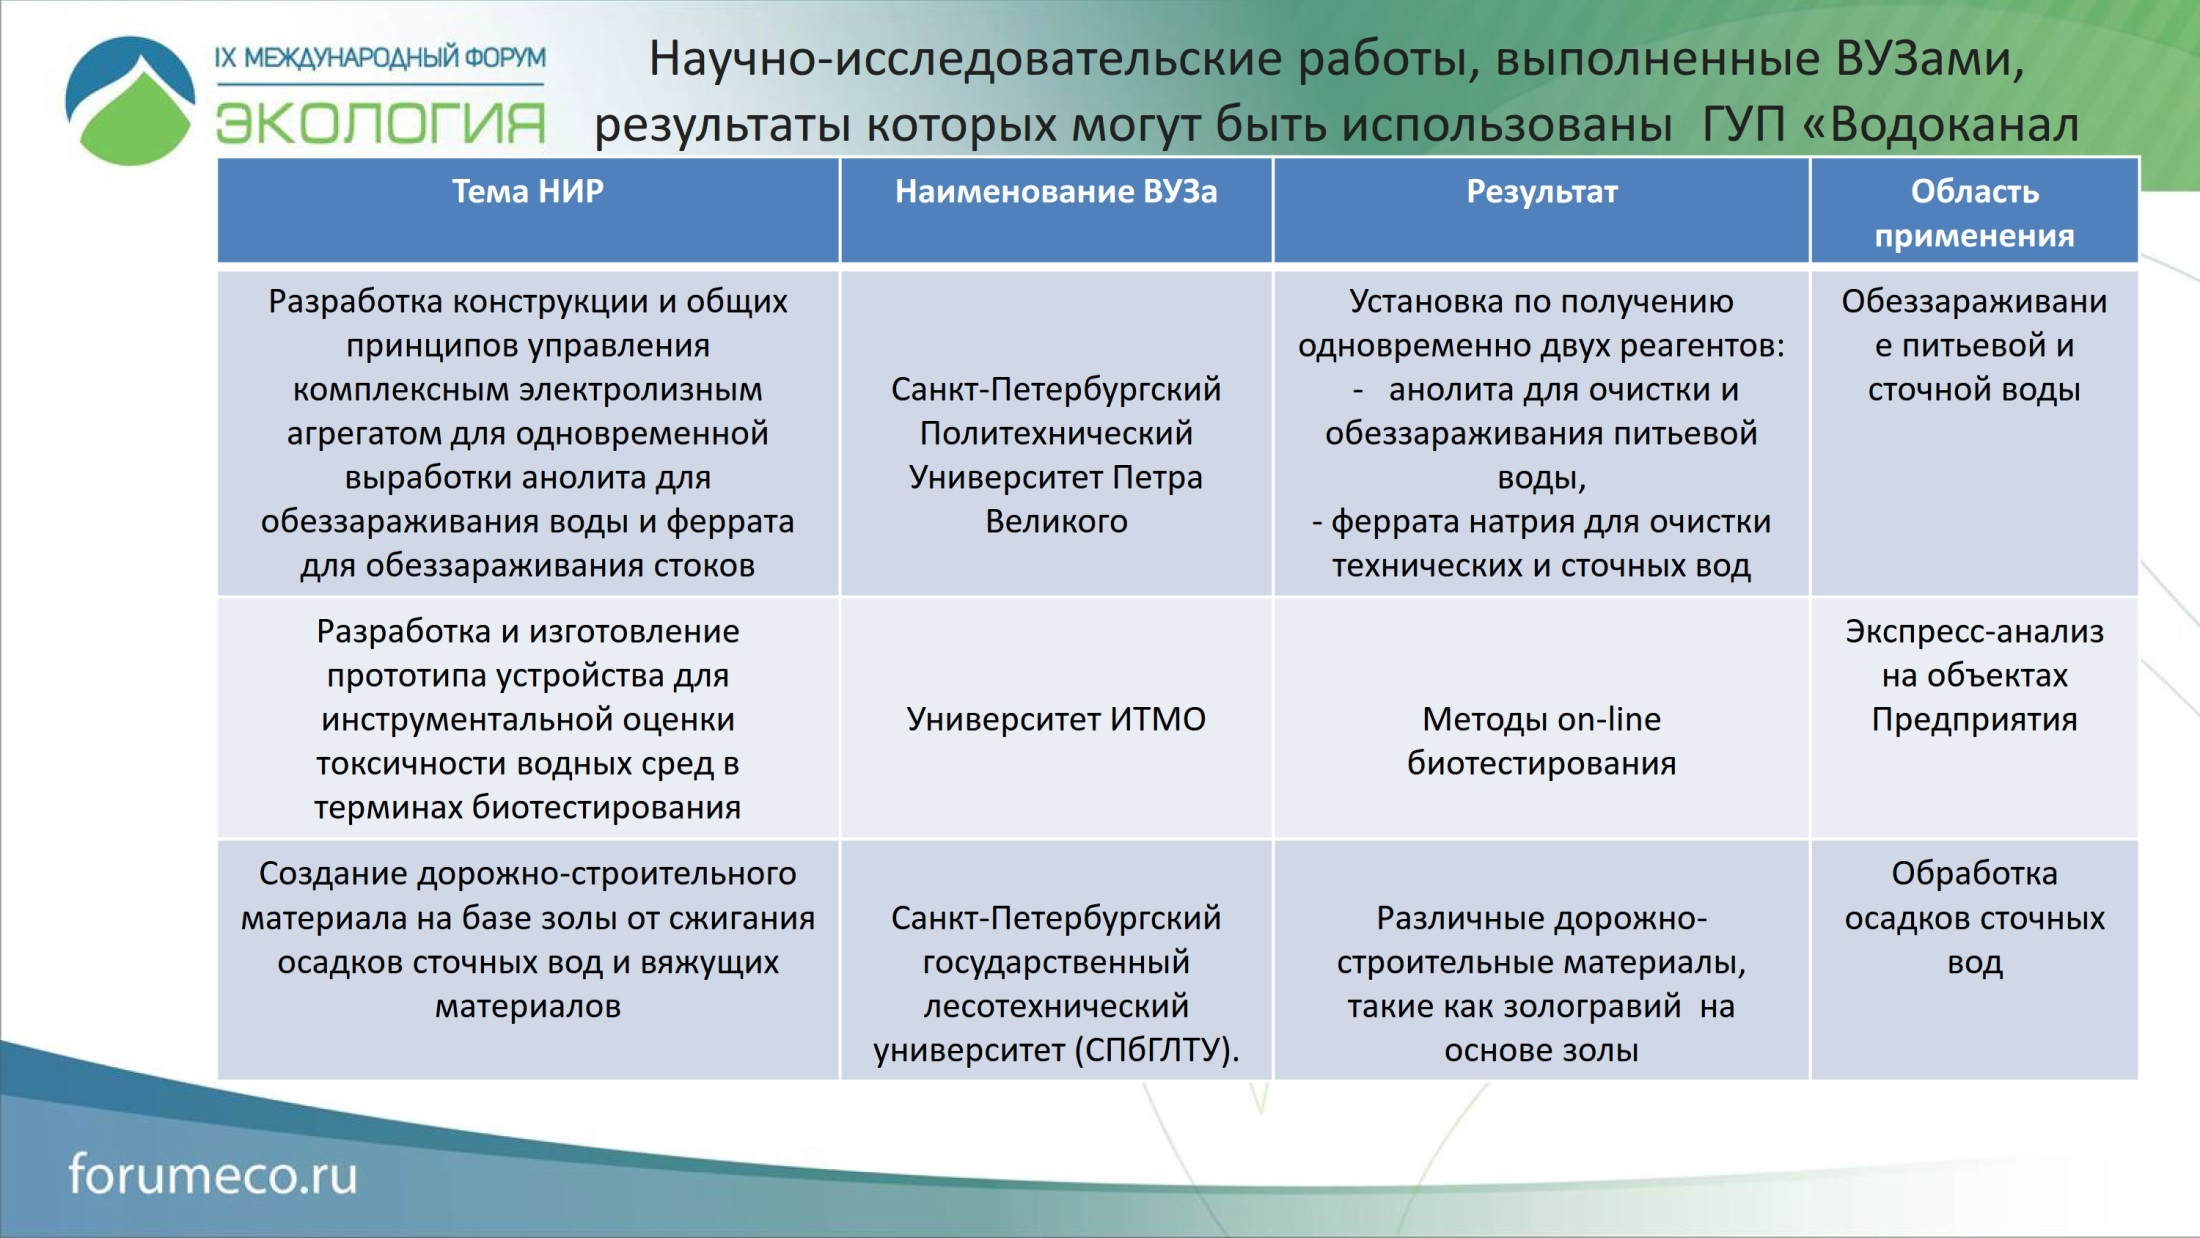 IX МЕЖДУНАРОДНЫЙ ФОРУМ
ЭКОЛОГИЯ
Научно-исследовательские работы, выполненные ВУЗами,
результаты которых могут быть использованы ГУП «Водоканал
Тема НИР
Наименование ВУЗа
Результат
Область
применения
Разработка конструкции и общих
принципов управления
комплексным электролизным
агрегатом для одновременной
выработки анолита для
обеззараживания воды и феррата
для обеззараживания стоков
Санкт-Петербургский
Политехнический
Университет Петра
Великого
Установка по получению
одновременно двух реагентов:
- анолита для очистки и
обеззараживания питьевой
воды,
- феррата натрия для очистки
технических и сточных вод
Обеззараживани
е питьевой и
сточной воды
Разработка и изготовление
прототипа устройства для
инструментальной оценки
токсичности водных сред в
терминах биотестирования
Университет ИТМО
Методы on-line
биотестирования
Экспресс-анализ
на объектах
Предприятия
Создание дорожно-строительного
материала на базе золы от сжигания
осадков сточных вод и вяжущих
материалов
Санкт-Петербургский
государственный
лесотехнический
университет (СПбГЛТУ).
Различные дорожно-
строительные материалы,
такие как зологравий на
основе золы
Обработка
осадков сточных
вод
forumeco.ru